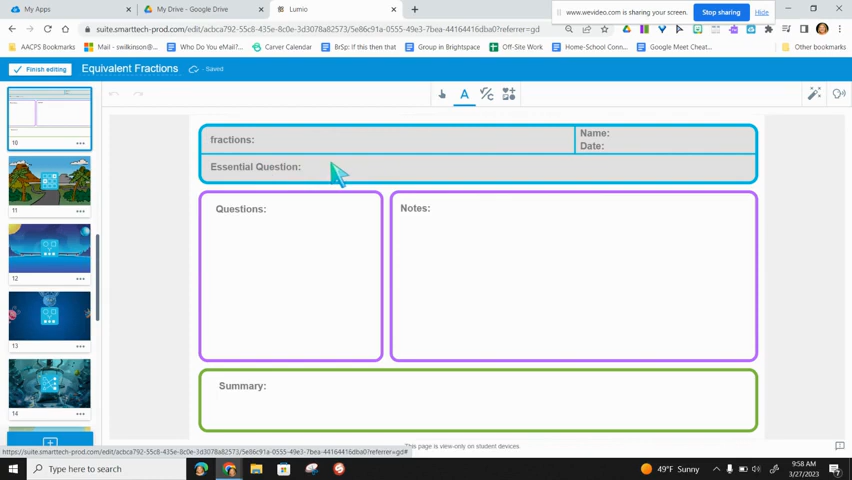 My Apps
My Drive - Google Drive
Lumio
www.wevideo.com is sharing your screen.
Stop sharing
Hide
suite.smarttech-prod.com/edit/acbca792-55c8-435e-8c0e-3d3078a82573/5e86c91a-0555-49e3-7bea-44164416dba0?referrer=gd
AACPS Bookmarks
Mail - swilkinson@...
Who Do You eMail?...
Carver Calendar
BrSp: If this then that
Group in Brightspace
Off-Site Work
Home-School Conn...
Google Meet Cheat...
Other bookmarks
Finish editing
Equivalent Fractions
Saved
A
10
11
12
13
14
fractions:
Name:
Date:
Essential Question:
Questions:
Notes:
Summary:
This page is view-only on student devices
https://suite.smarttech-prod.com/edit/acbca792-55c8-435e-8c0e-3d3078a82573/5e86c91a-0555-49e3-7bea-44164416dba0?referrer=gd#
Type here to search
49°F Sunny
9:58 AM
3/27/2023